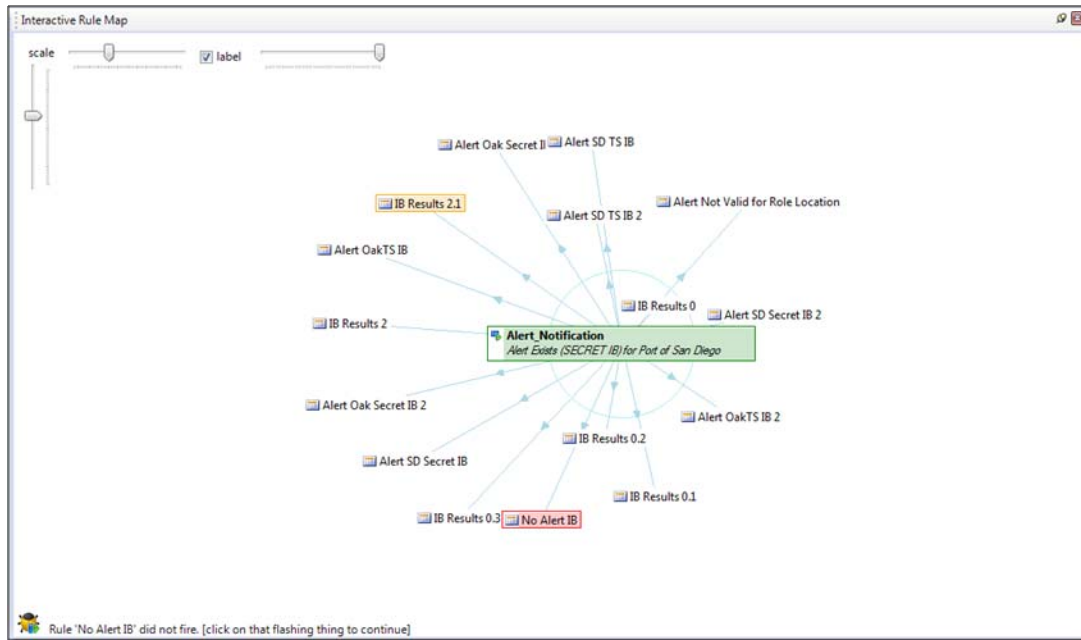 Interactive Rule Map
scale
label
Alert Oak Secret II
Alert SD TS IB
IB Results 2.1
Alert SD TS IB 2
Alert Not Valid for Role Location
Alert OakTS IB
IB Results 0
IB Results 2
Alert SD Secret IB 2
Alert_Notification
Alert Exists (SECRET IB) for Port of San Diego
Alert Oak Secret IB 2
Alert OakTS IB 2
IB Results 0.2
Alert SD Secret IB
IB Results 0.1
IB Results 0.3
No Alert IB
Rule 'No Alert IB' did not fire. [click on that flashing thing to continue]